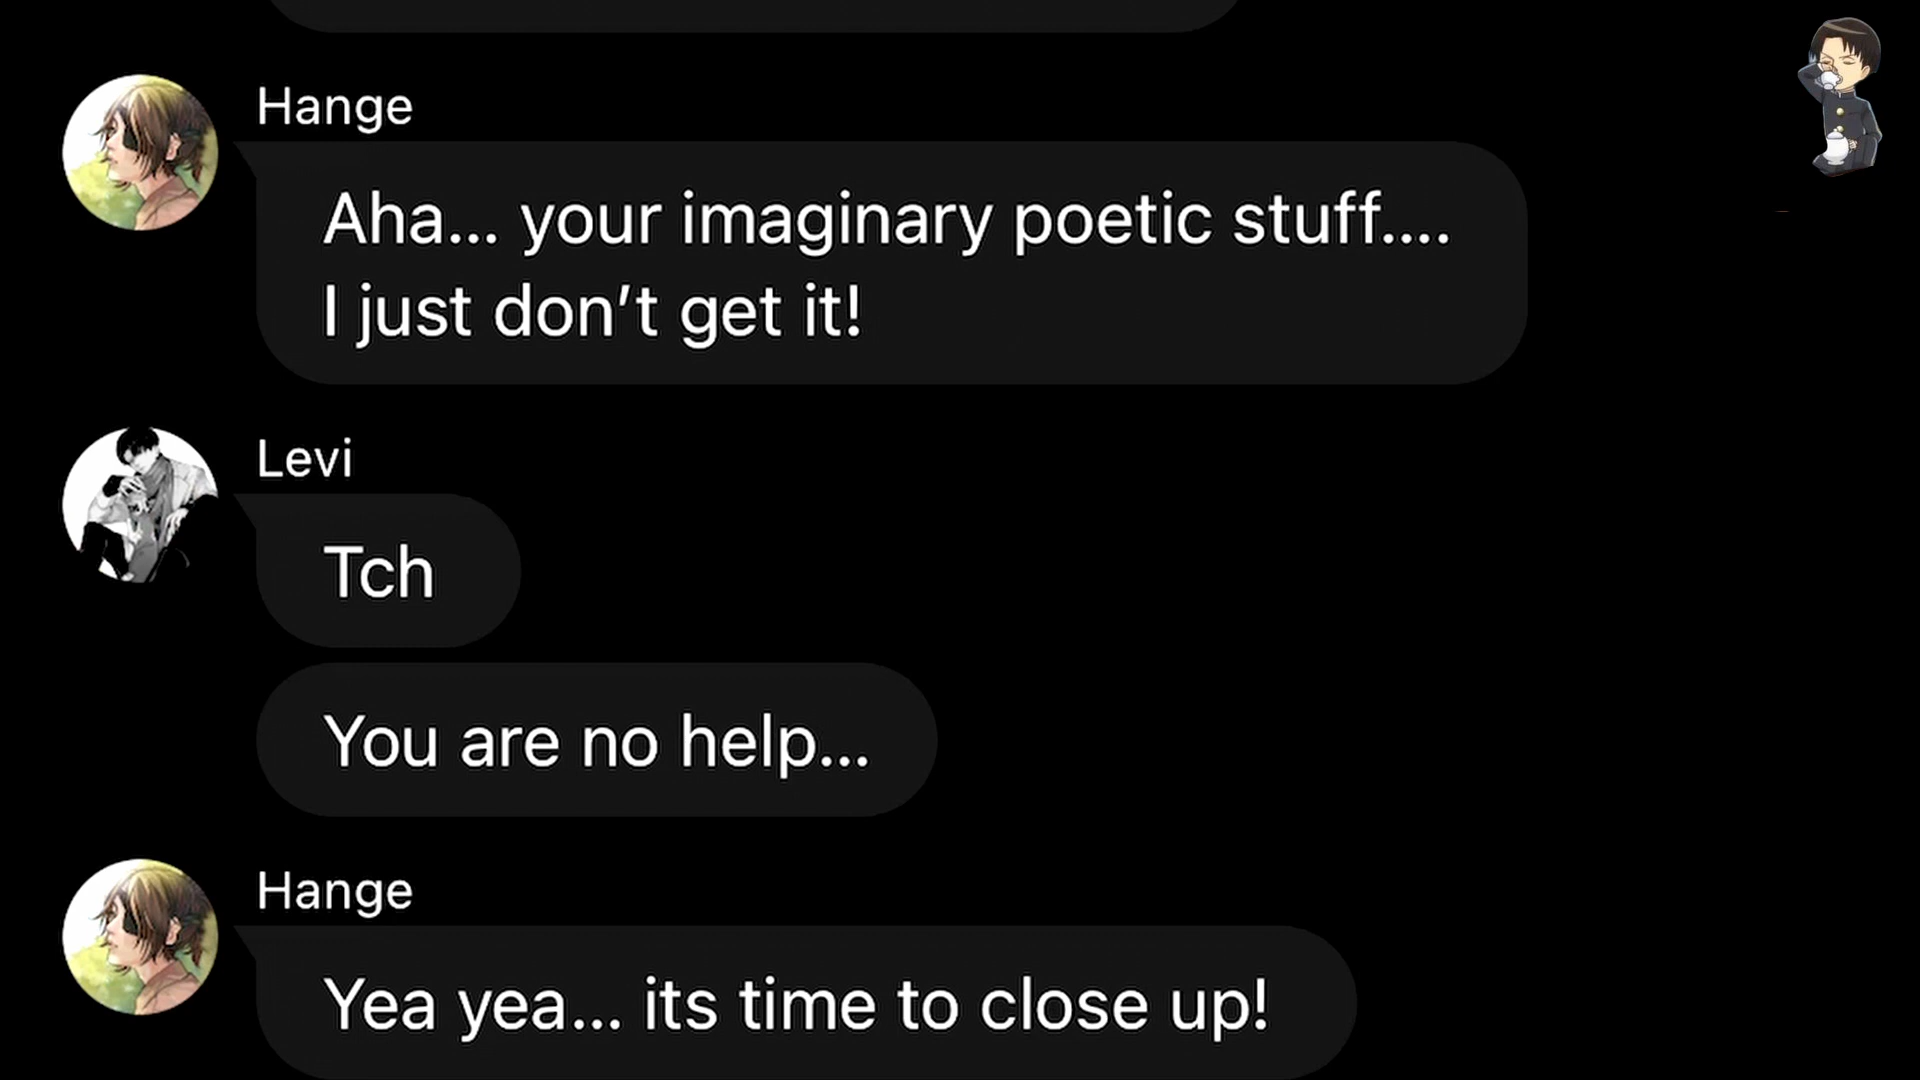 Hange
Aha... your imaginary poetic stuff....
I just don't get it!
Levi
Tch
You are no help...
Hange
Yea yea... its time to close up!